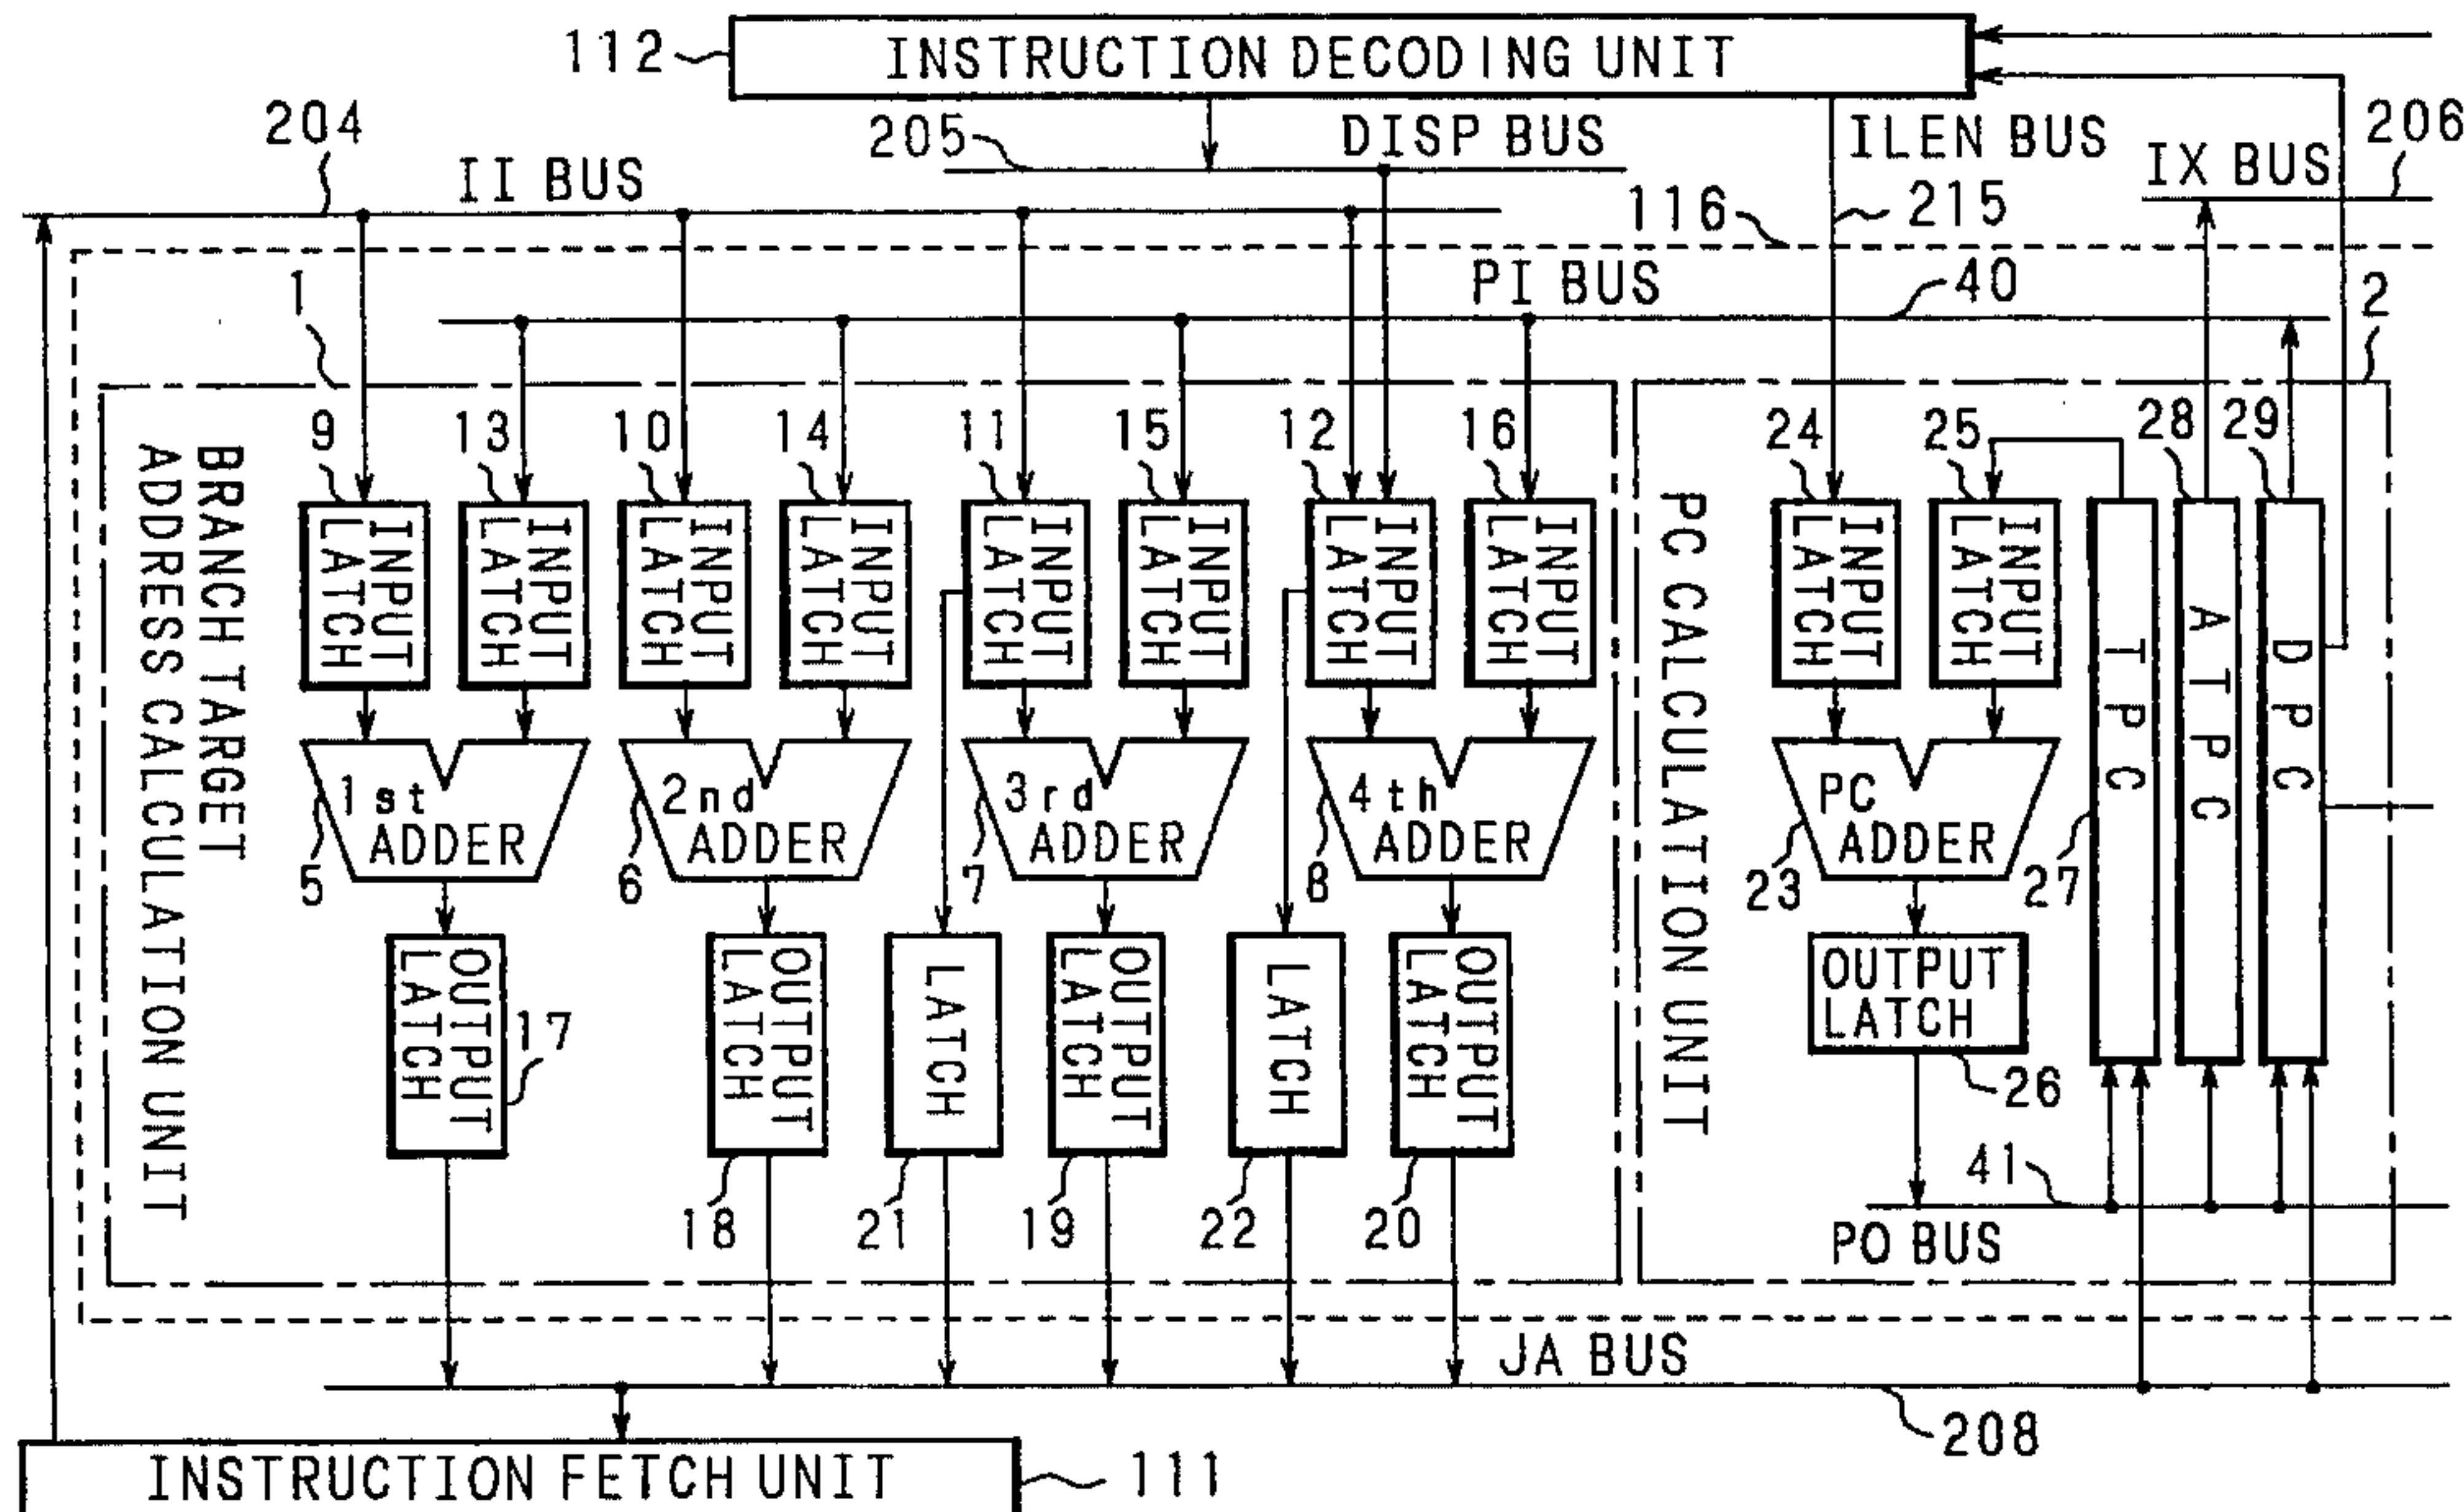 112
INSTRUCTION DECODING UNIT
204
205
DISP BUS
ILEN BUS
206
II BUS
IX BUS
116
215
1
PI BUS
40
2
9
13
10
14
11
15
12
16
24
25
28
29
BRANCH TARGET
ADDRESS CALCULATION UNIT
INPUT
LATCH
INPUT
LATCH
INPUT
LATCH
INPUT
LATCH
INPUT
LATCH
INPUT
LATCH
INPUT
LATCH
INPUT
LATCH
PC CALCULATION UNIT
INPUT
LATCH
INPUT
LATCH
TPC
ATPC
DPC
1st
ADDER
2nd
ADDER
3rd
ADDER
4th
ADDER
PC
ADDER
5
6
7
8
23
27
OUTPUT
LATCH
17
OUTPUT
LATCH
LATCH
OUTPUT
LATCH
LATCH
OUTPUT
LATCH
OUTPUT
LATCH
26
18
21
19
22
20
41
PO BUS
JA BUS
208
INSTRUCTION FETCH UNIT
111